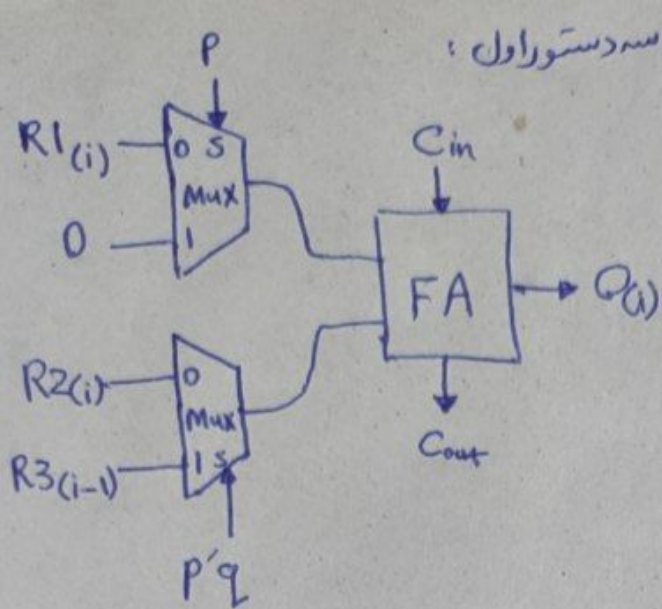 سه دستور اول :
P
R1(i)
0 S
Cin
Mux
0
1
FA
Q(i)
R2(i)
0
Mux
R3(i-1)
1 S
Cout
P'q